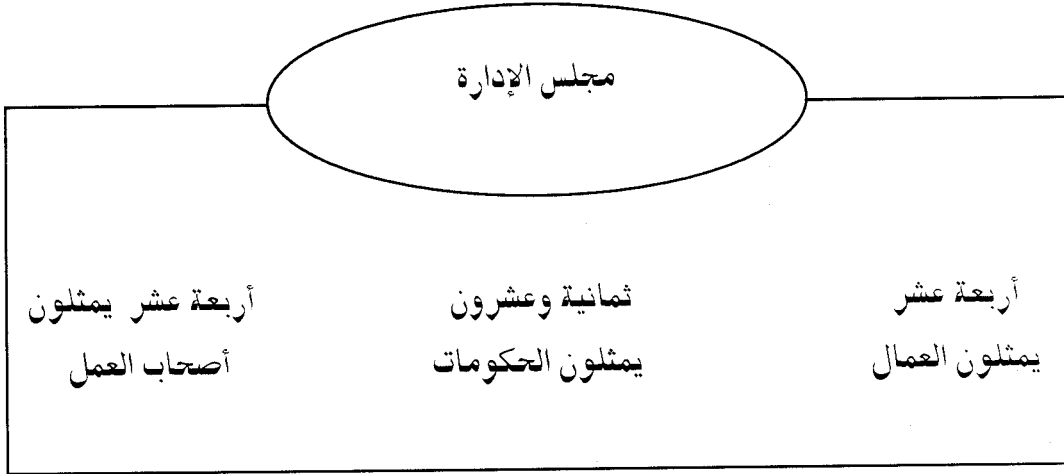 مجلس الإدارة
أربعة عشر
يمثلون العمال
ثمانية وعشرون
يمثلون الحكومات
أربعة عشر يمثلون
أصحاب العمل